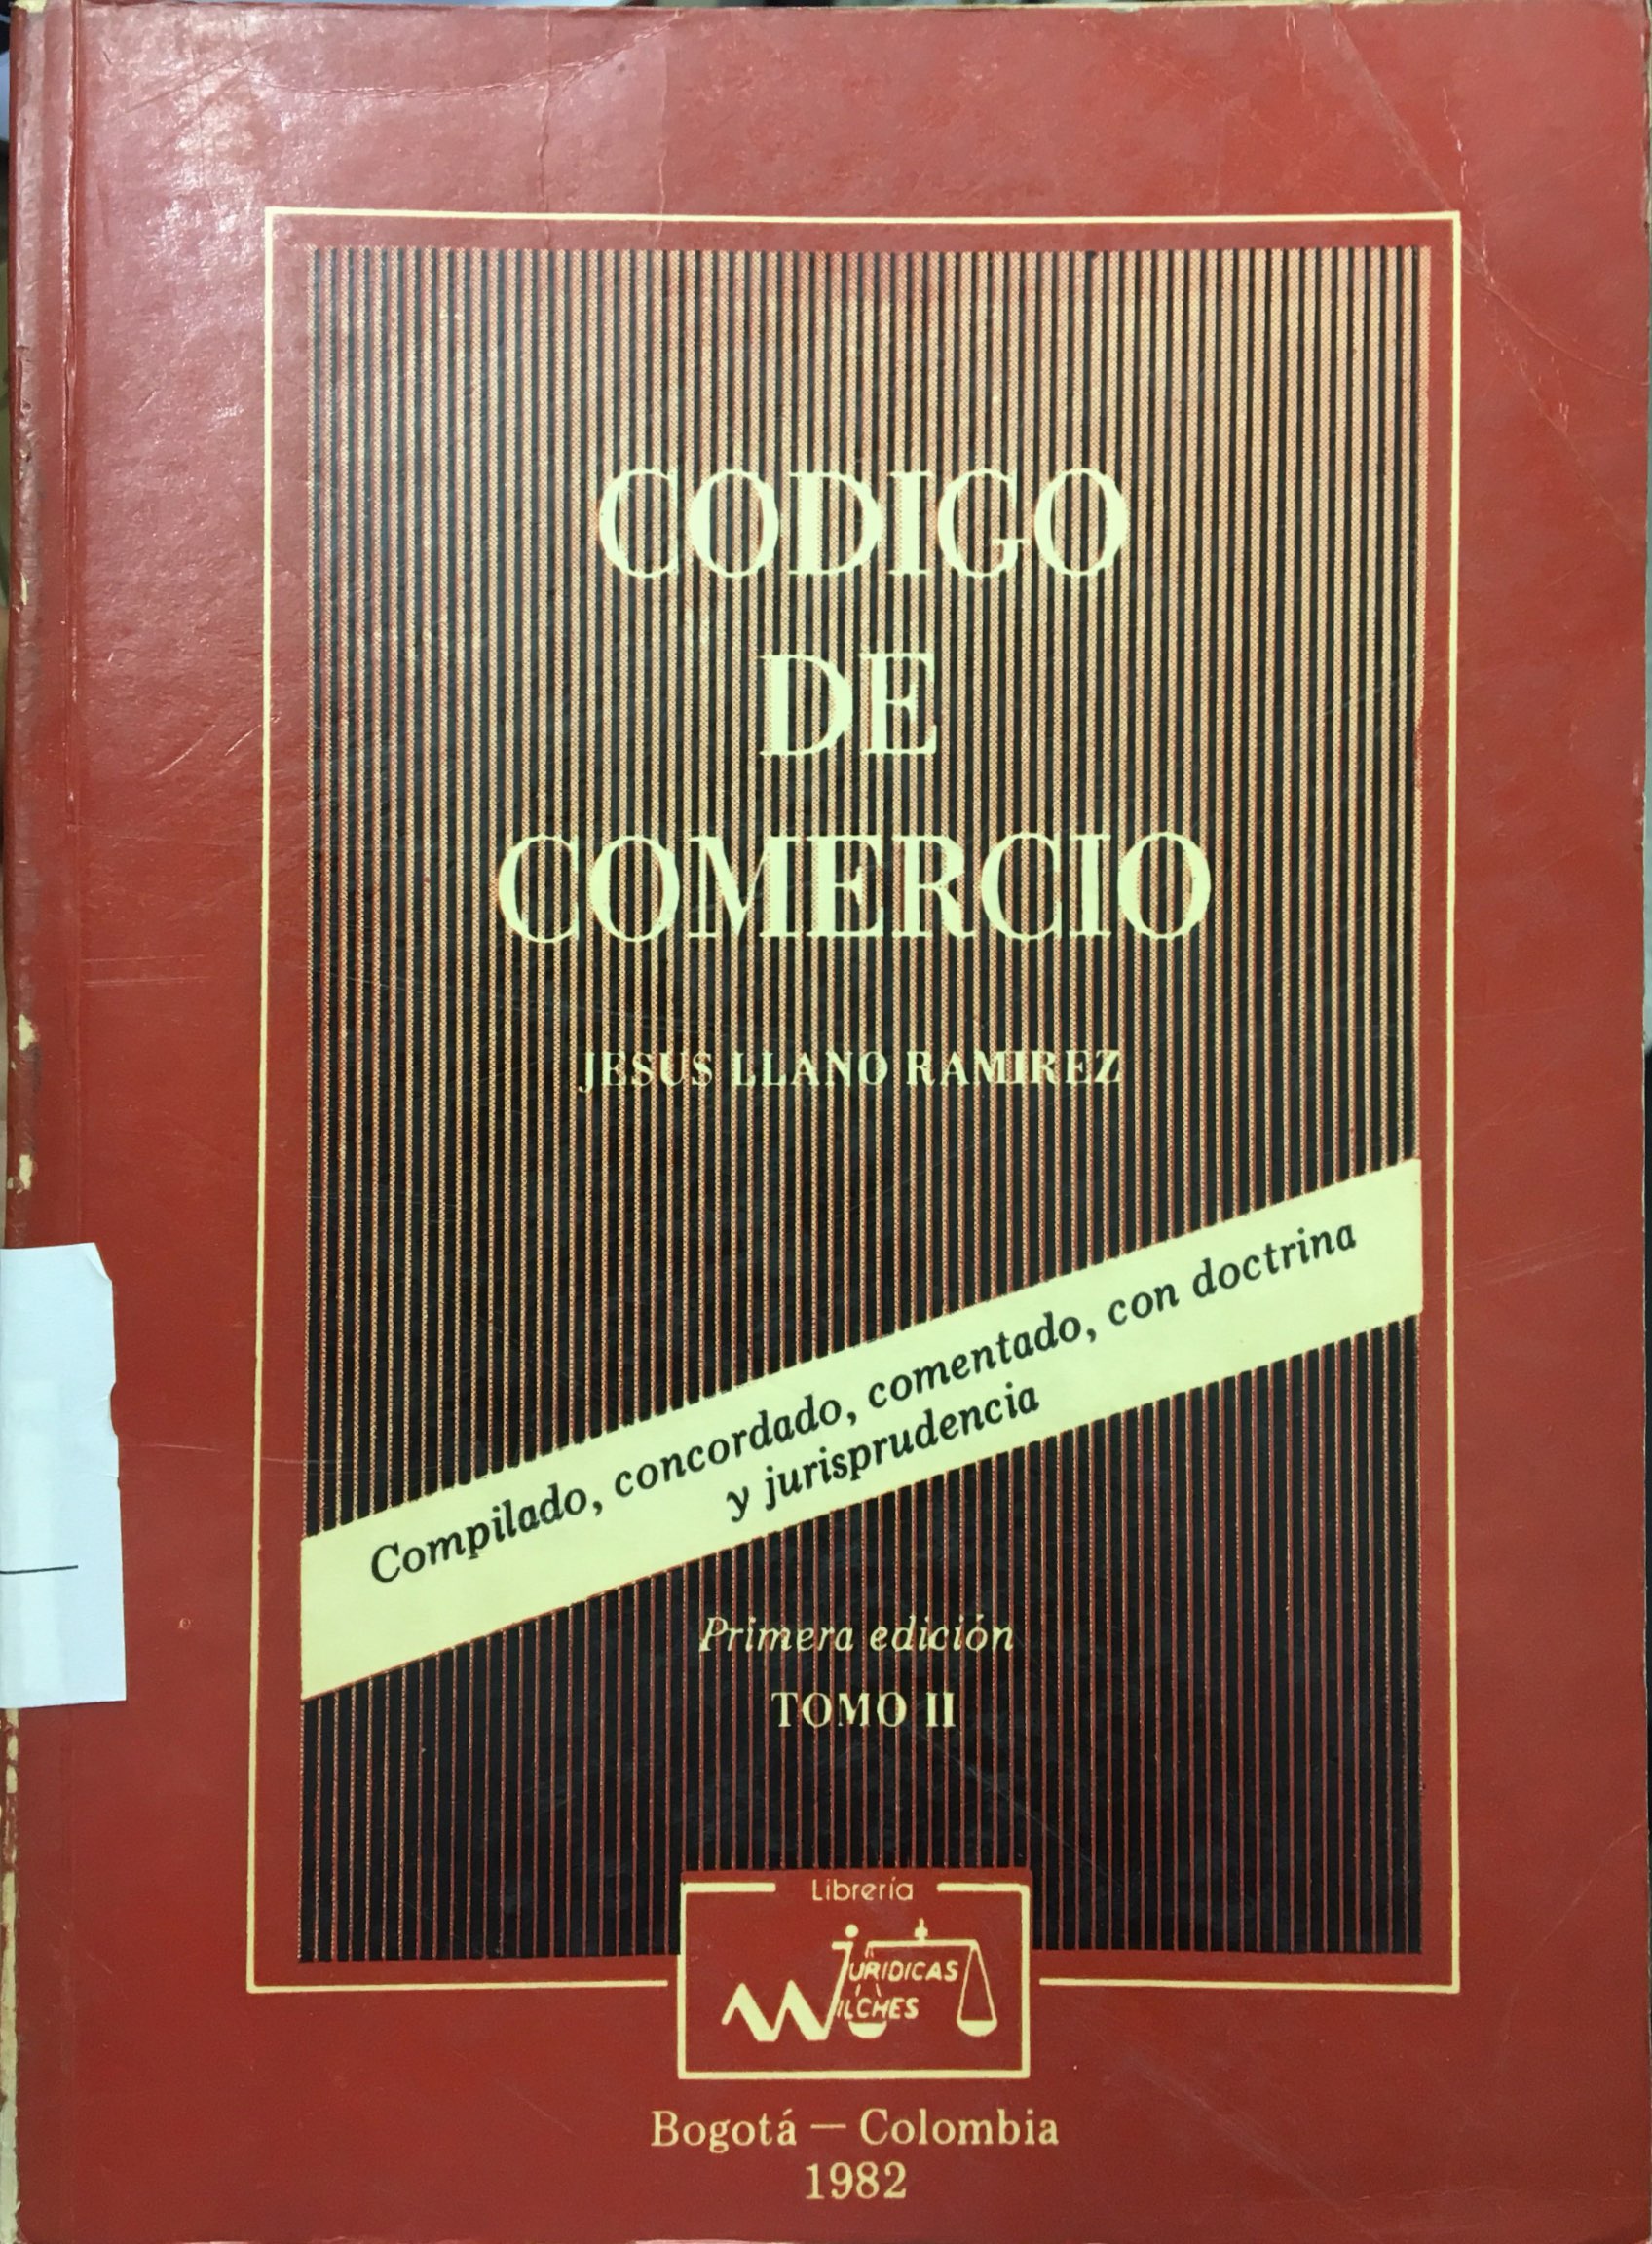 CODIGO
DE
COMERCIO
JESUS LLANO RAMIREZ
Compilado, concordado, comentado, con doctrina
y jurisprudencia
Primera edición
TOMO II
Librería
JURIDICAS
WILCHES
Bogotá — Colombia
1982